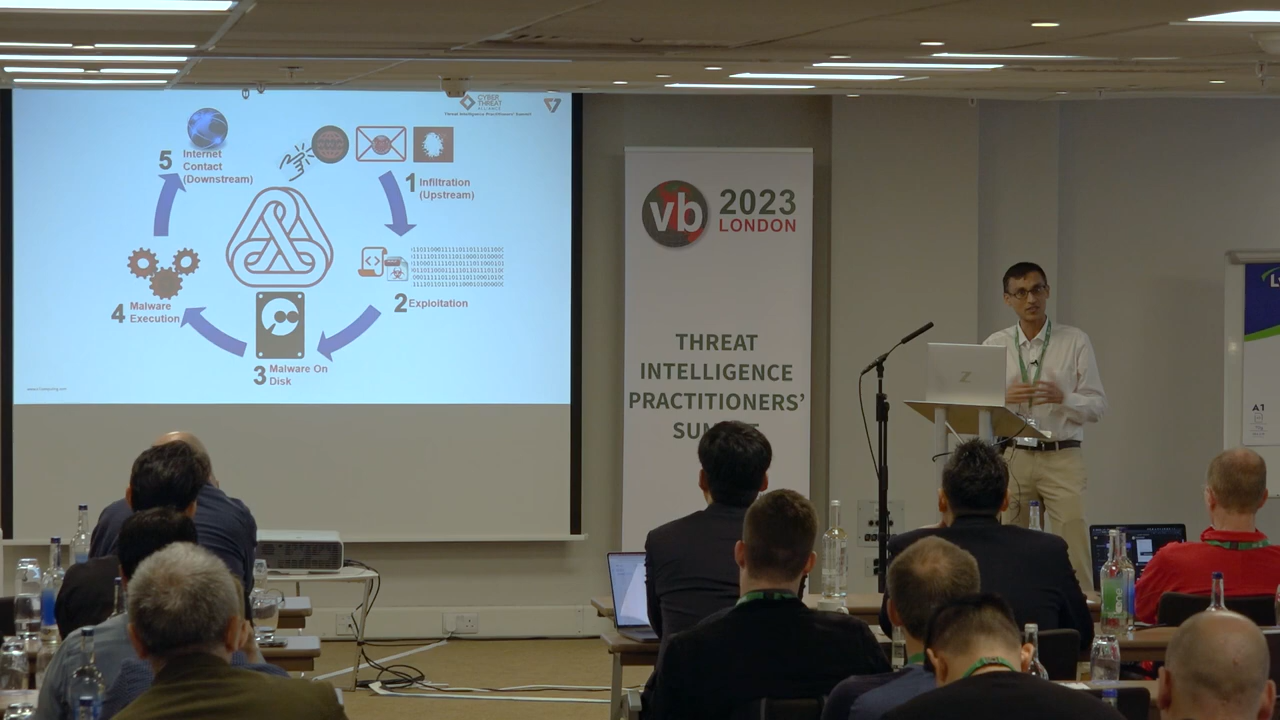 CYBER
THREAT
ALLIANCE
Threat Intelligence Practitioners' Summit
5 Internet
Contact
(Downstream)
1 Infiltration
(Upstream)
2 Exploitation
3 Malware On
Disk
4 Malware
Execution
vb 2023
LONDON
THREAT
INTELLIGENCE
PRACTITIONERS'
A1